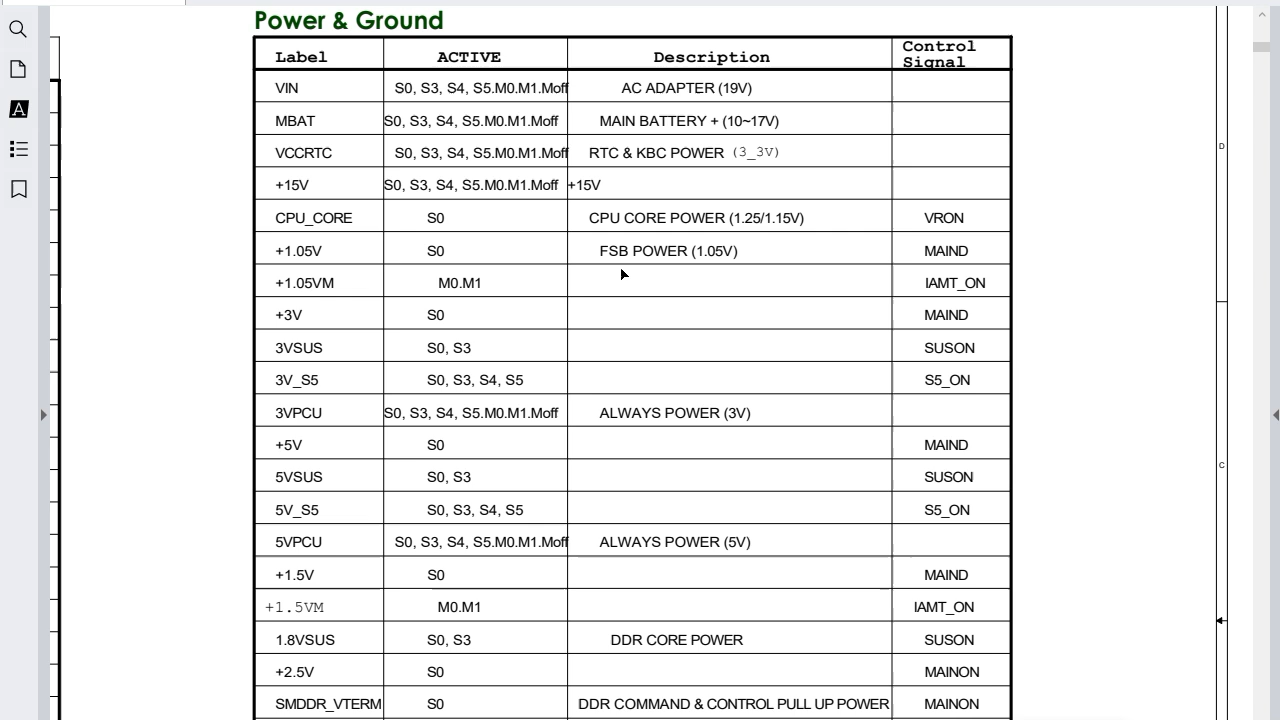 Power & Ground
Label ACTIVE Description Control Signal
VIN S0, S3, S4, S5.M0.M1.Moff AC ADAPTER (19V)
MBAT S0, S3, S4, S5.M0.M1.Moff MAIN BATTERY + (10~17V)
VCCRTC S0, S3, S4, S5.M0.M1.Moff RTC & KBC POWER (3_3V)
D
+15V S0, S3, S4, S5.M0.M1.Moff +15V
CPU_CORE S0 CPU CORE POWER (1.25/1.15V) VRON
+1.05V S0 FSB POWER (1.05V) MAIND
+1.05VM M0.M1 IAMT_ON
+3V S0 MAIND
3VSUS S0, S3 SUSON
3V_S5 S0, S3, S4, S5 S5_ON
3VPCU S0, S3, S4, S5.M0.M1.Moff ALWAYS POWER (3V)
+5V S0 MAIND
C
5VSUS S0, S3 SUSON
5V_S5 S0, S3, S4, S5 S5_ON
5VPCU S0, S3, S4, S5.M0.M1.Moff ALWAYS POWER (5V)
+1.5V S0 MAIND
+1.5VM M0.M1 IAMT_ON
1.8VSUS S0, S3 DDR CORE POWER SUSON
+2.5V S0 MAINON
SMDDR_VTERM S0 DDR COMMAND & CONTROL PULL UP POWER MAINON